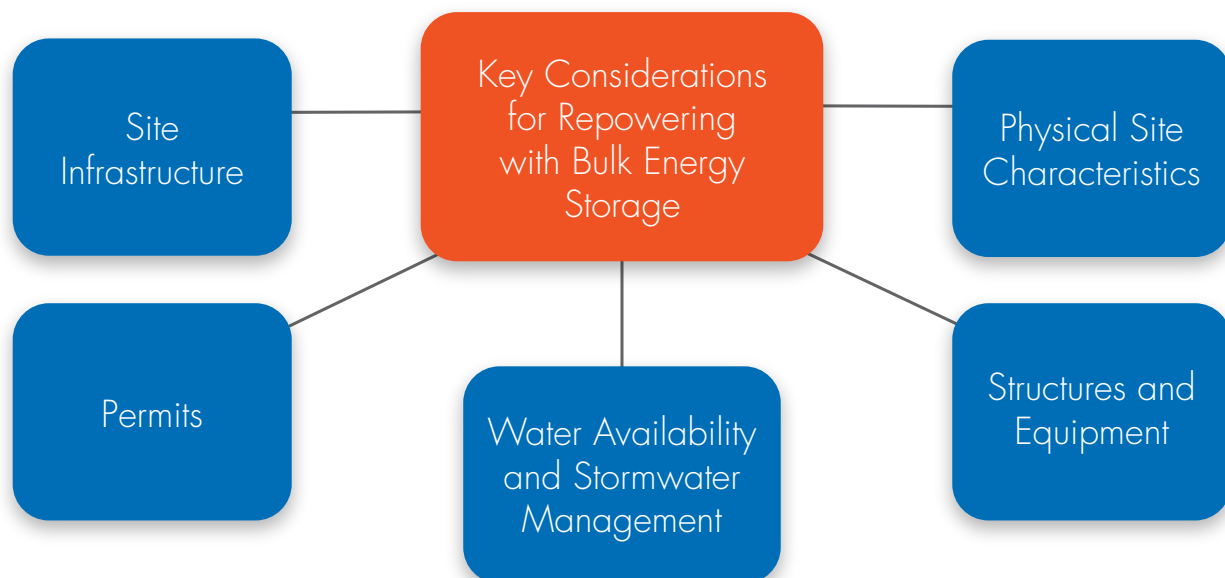 Key Considerations
for Repowering
with Bulk Energy
Storage
Site
Infrastructure
Physical Site
Characteristics
Permits
Water Availability
and Stormwater
Management
Structures and
Equipment